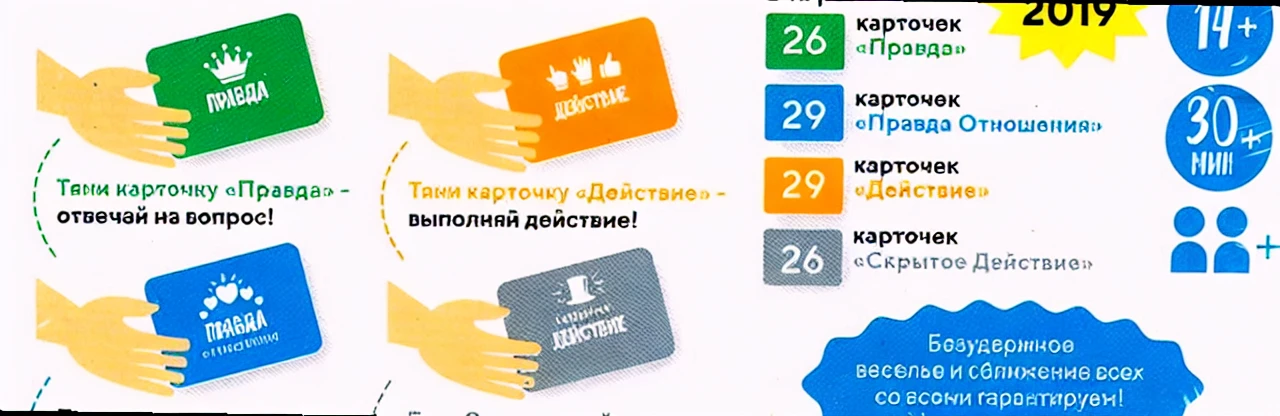 ПРАВДА
Тяни карточку «Правда» –
отвечай на вопрос!
ДЕЙСТВИЕ
Тяни карточку «Действие» –
выполняй действие!
ПРАВДА
ДЕЙСТВИЕ
26 карточек
«Правда»
29 карточек
«Правда Отношения»
29 карточек
«Действие»
26 карточек
«Скрытое Действие»
2019
14+
30+
МИН
+
Безудержное
веселье и сближение всех
со всеми гарантируем!